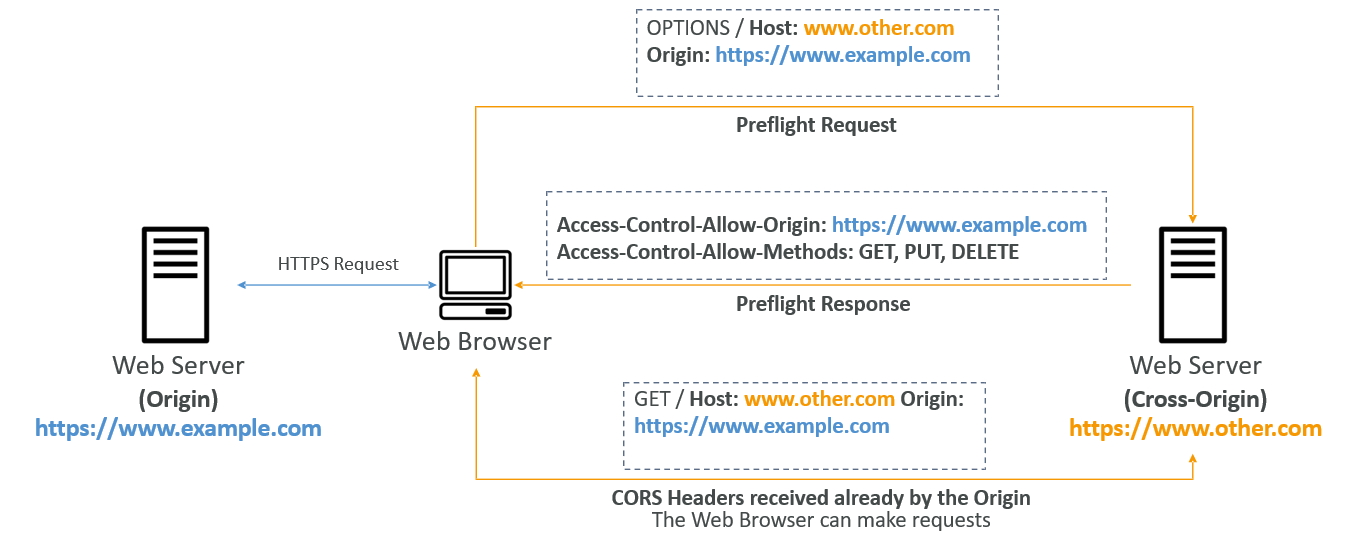 OPTIONS / Host: www.other.com
Origin: https://www.example.com
Preflight Request
Access-Control-Allow-Origin: https://www.example.com
Access-Control-Allow-Methods: GET, PUT, DELETE
HTTPS Request
Preflight Response
Web Browser
Web Server
(Origin)
https://www.example.com
Web Server
(Cross-Origin)
https://www.other.com
GET / Host: www.other.com Origin:
https://www.example.com
CORS Headers received already by the Origin
The Web Browser can make requests